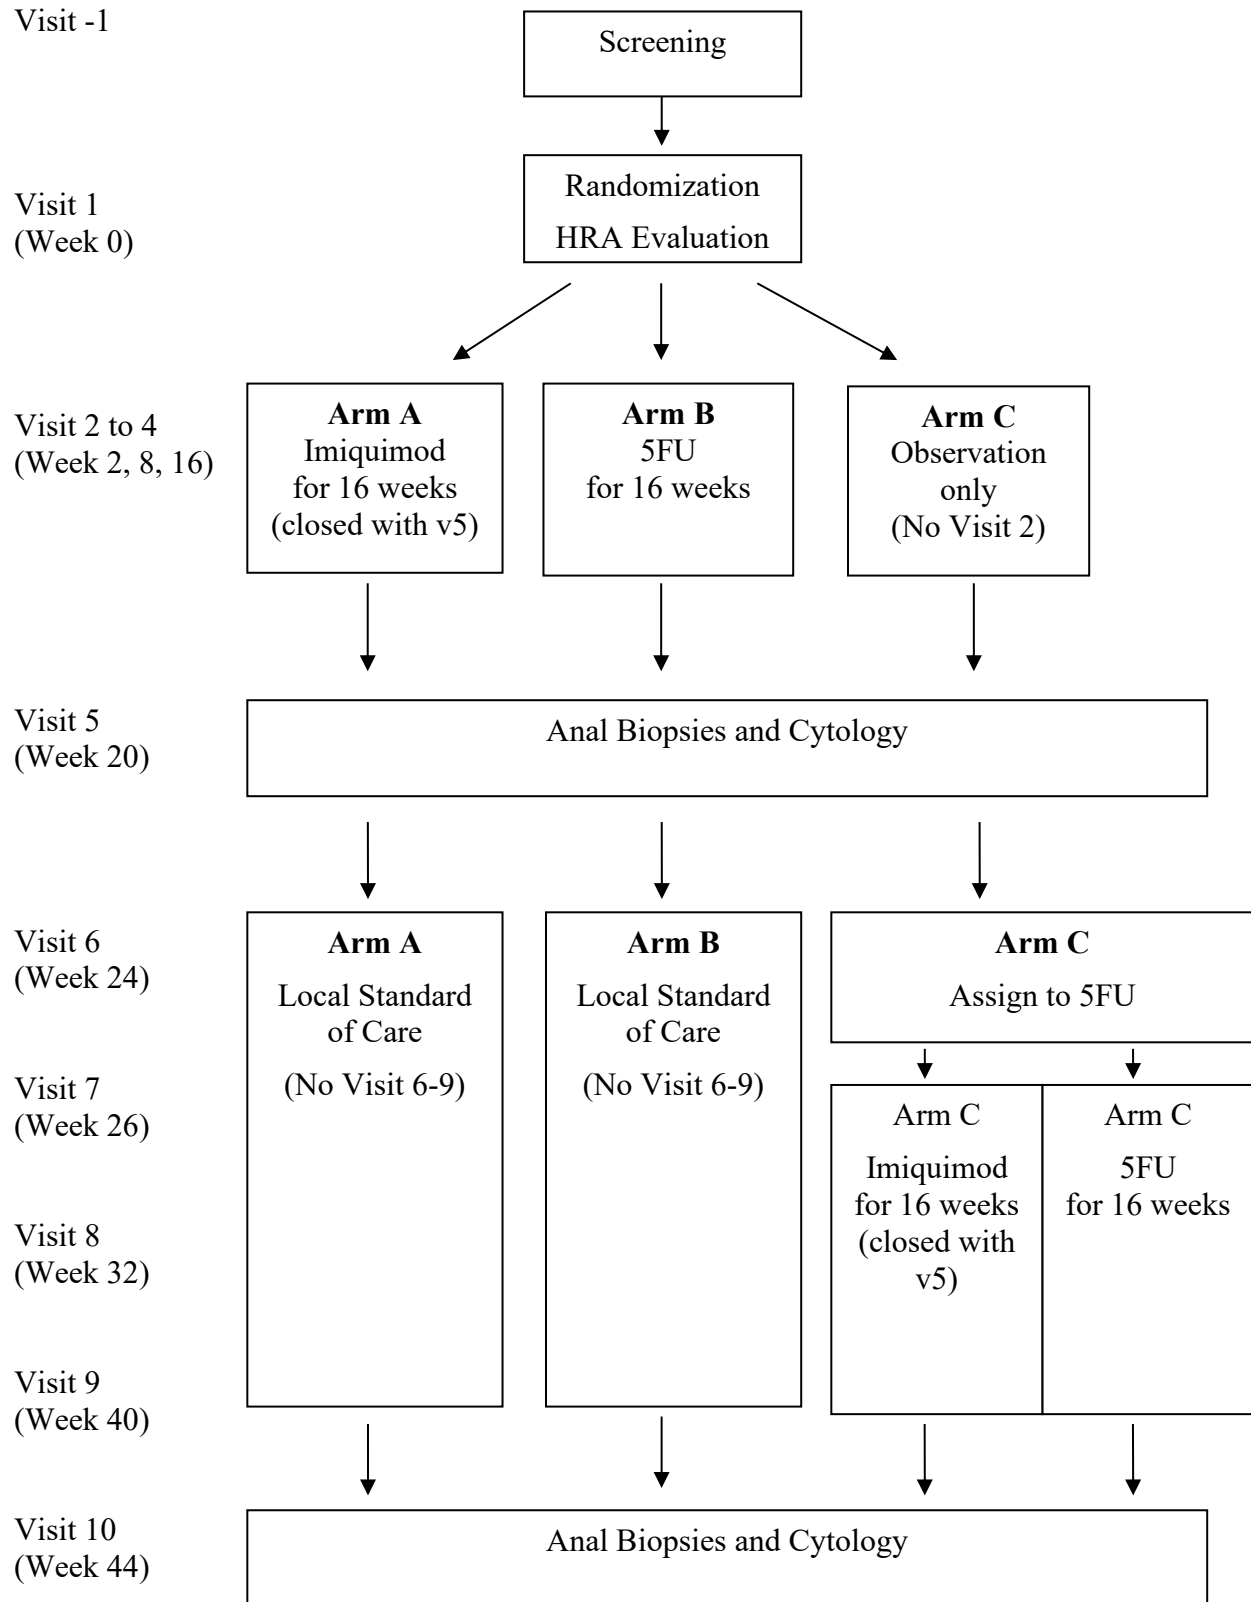 Visit -1
Screening
Visit 1
(Week 0)
Randomization
HRA Evaluation
Visit 2 to 4
(Week 2, 8, 16)
Arm A
Imiquimod
for 16 weeks
(closed with v5)
Arm B
5FU
for 16 weeks
Arm C
Observation
only
(No Visit 2)
Visit 5
(Week 20)
Anal Biopsies and Cytology
Visit 6
(Week 24)
Arm A
Local Standard
of Care
(No Visit 6-9)
Arm B
Local Standard
of Care
(No Visit 6-9)
Arm C
Assign to 5FU
Visit 7
(Week 26)
Arm C
Imiquimod
for 16 weeks
(closed with
v5)
Arm C
5FU
for 16 weeks
Visit 8
(Week 32)
Visit 9
(Week 40)
Visit 10
(Week 44)
Anal Biopsies and Cytology